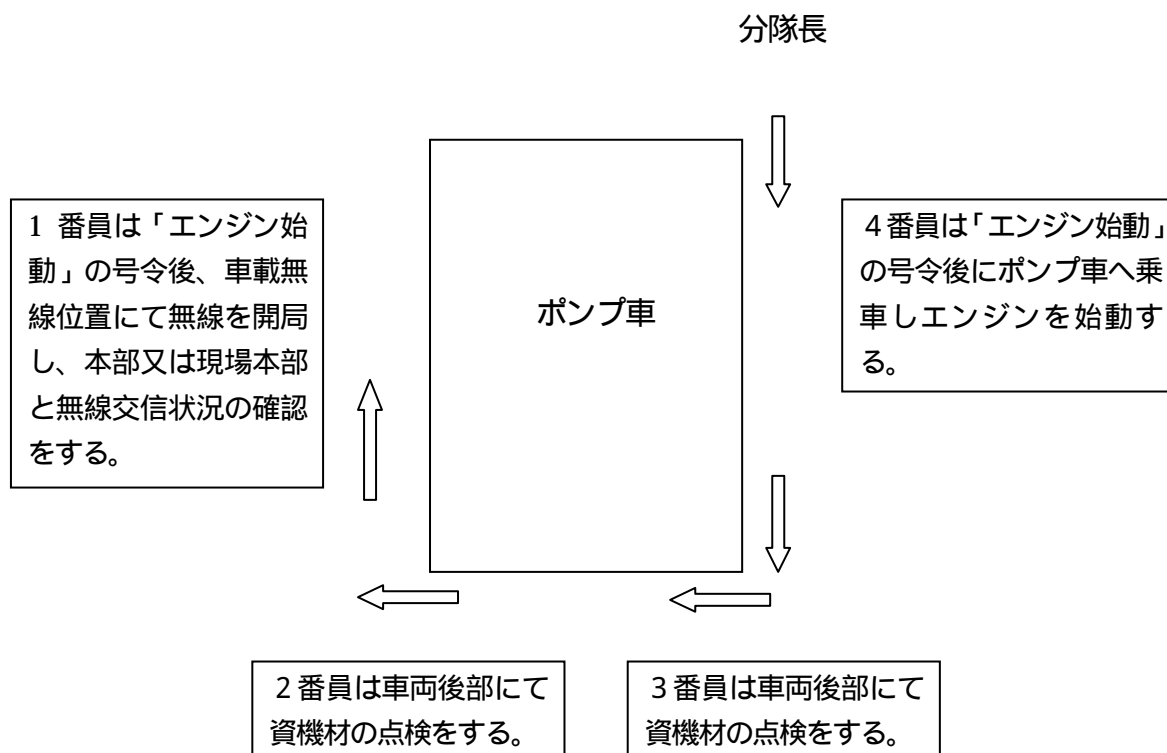 分隊長
1 番員は「エンジン始
動」の号令後、車載無
線位置にて無線を開局
し、本部又は現場本部
と無線交信状況の確認
をする。
ポンプ車
４番員は「エンジン始動」
の号令後にポンプ車へ乗
車しエンジンを始動す
る。
２番員は車両後部にて
資機材の点検をする。
３番員は車両後部にて
資機材の点検をする。